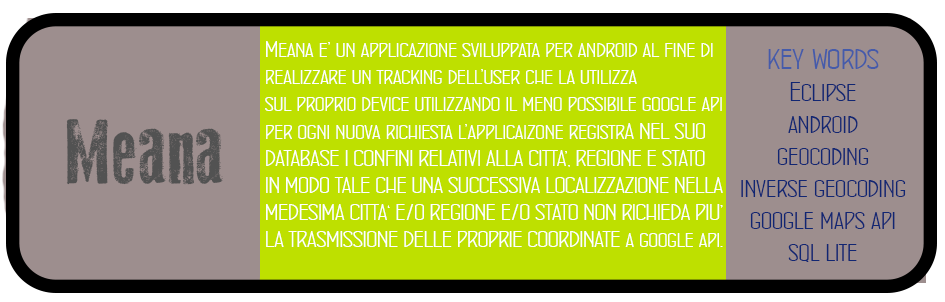 Meana
Meana e' un applicazione sviluppata per android al fine di
realizzare un tracking dell'user che la utilizza
sul proprio device utilizzando il meno possibile google api
per ogni nuova richiesta l'applicaizone registrA NEL SUO
DATABASE I CONFINI RELATIVI ALLA CITTA', REGIONE E STATO
IN MODO TALE CHE UNA SUCCESSIVA LOCALIZZAZIONE NELLA
MEDESIMA CITTA' E/O REGIONE E/O STATO NON RICHIEDA PIU'
LA TRASMISSIONE DELLE PROPRIE COORDINATE a google api.
KEY WORDS
Eclipse
android
geocoding
inverse geocoding
google maps api
sql lite